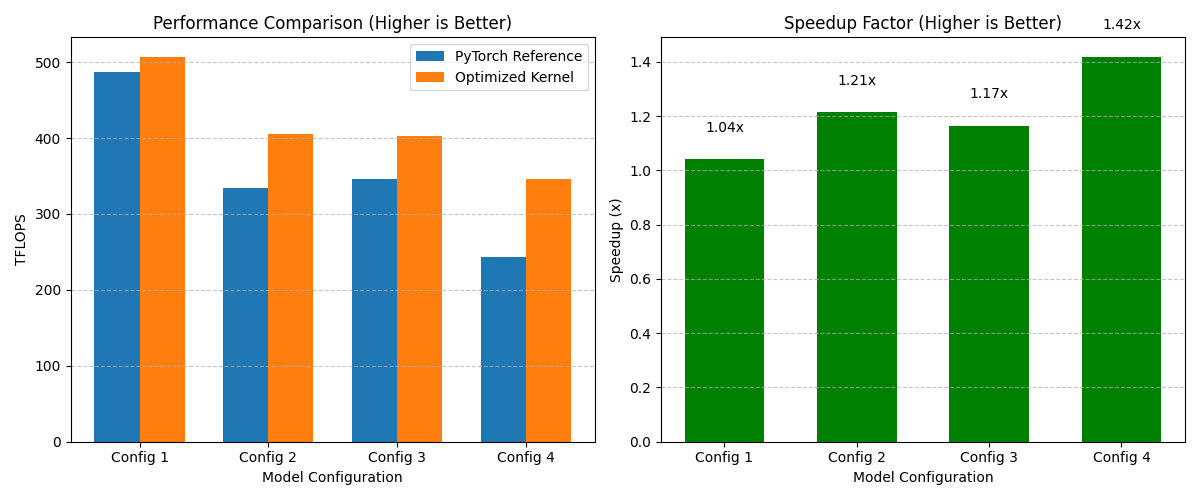 Performance Comparison (Higher is Better)
TFLOPS
500
400
300
200
100
0
PyTorch Reference
Optimized Kernel
Config 1
Config 2
Config 3
Config 4
Model Configuration
Speedup Factor (Higher is Better)
Speedup (x)
1.4
1.2
1.0
0.8
0.6
0.4
0.2
0.0
1.04x
1.21x
1.17x
1.42x
Config 1
Config 2
Config 3
Config 4
Model Configuration